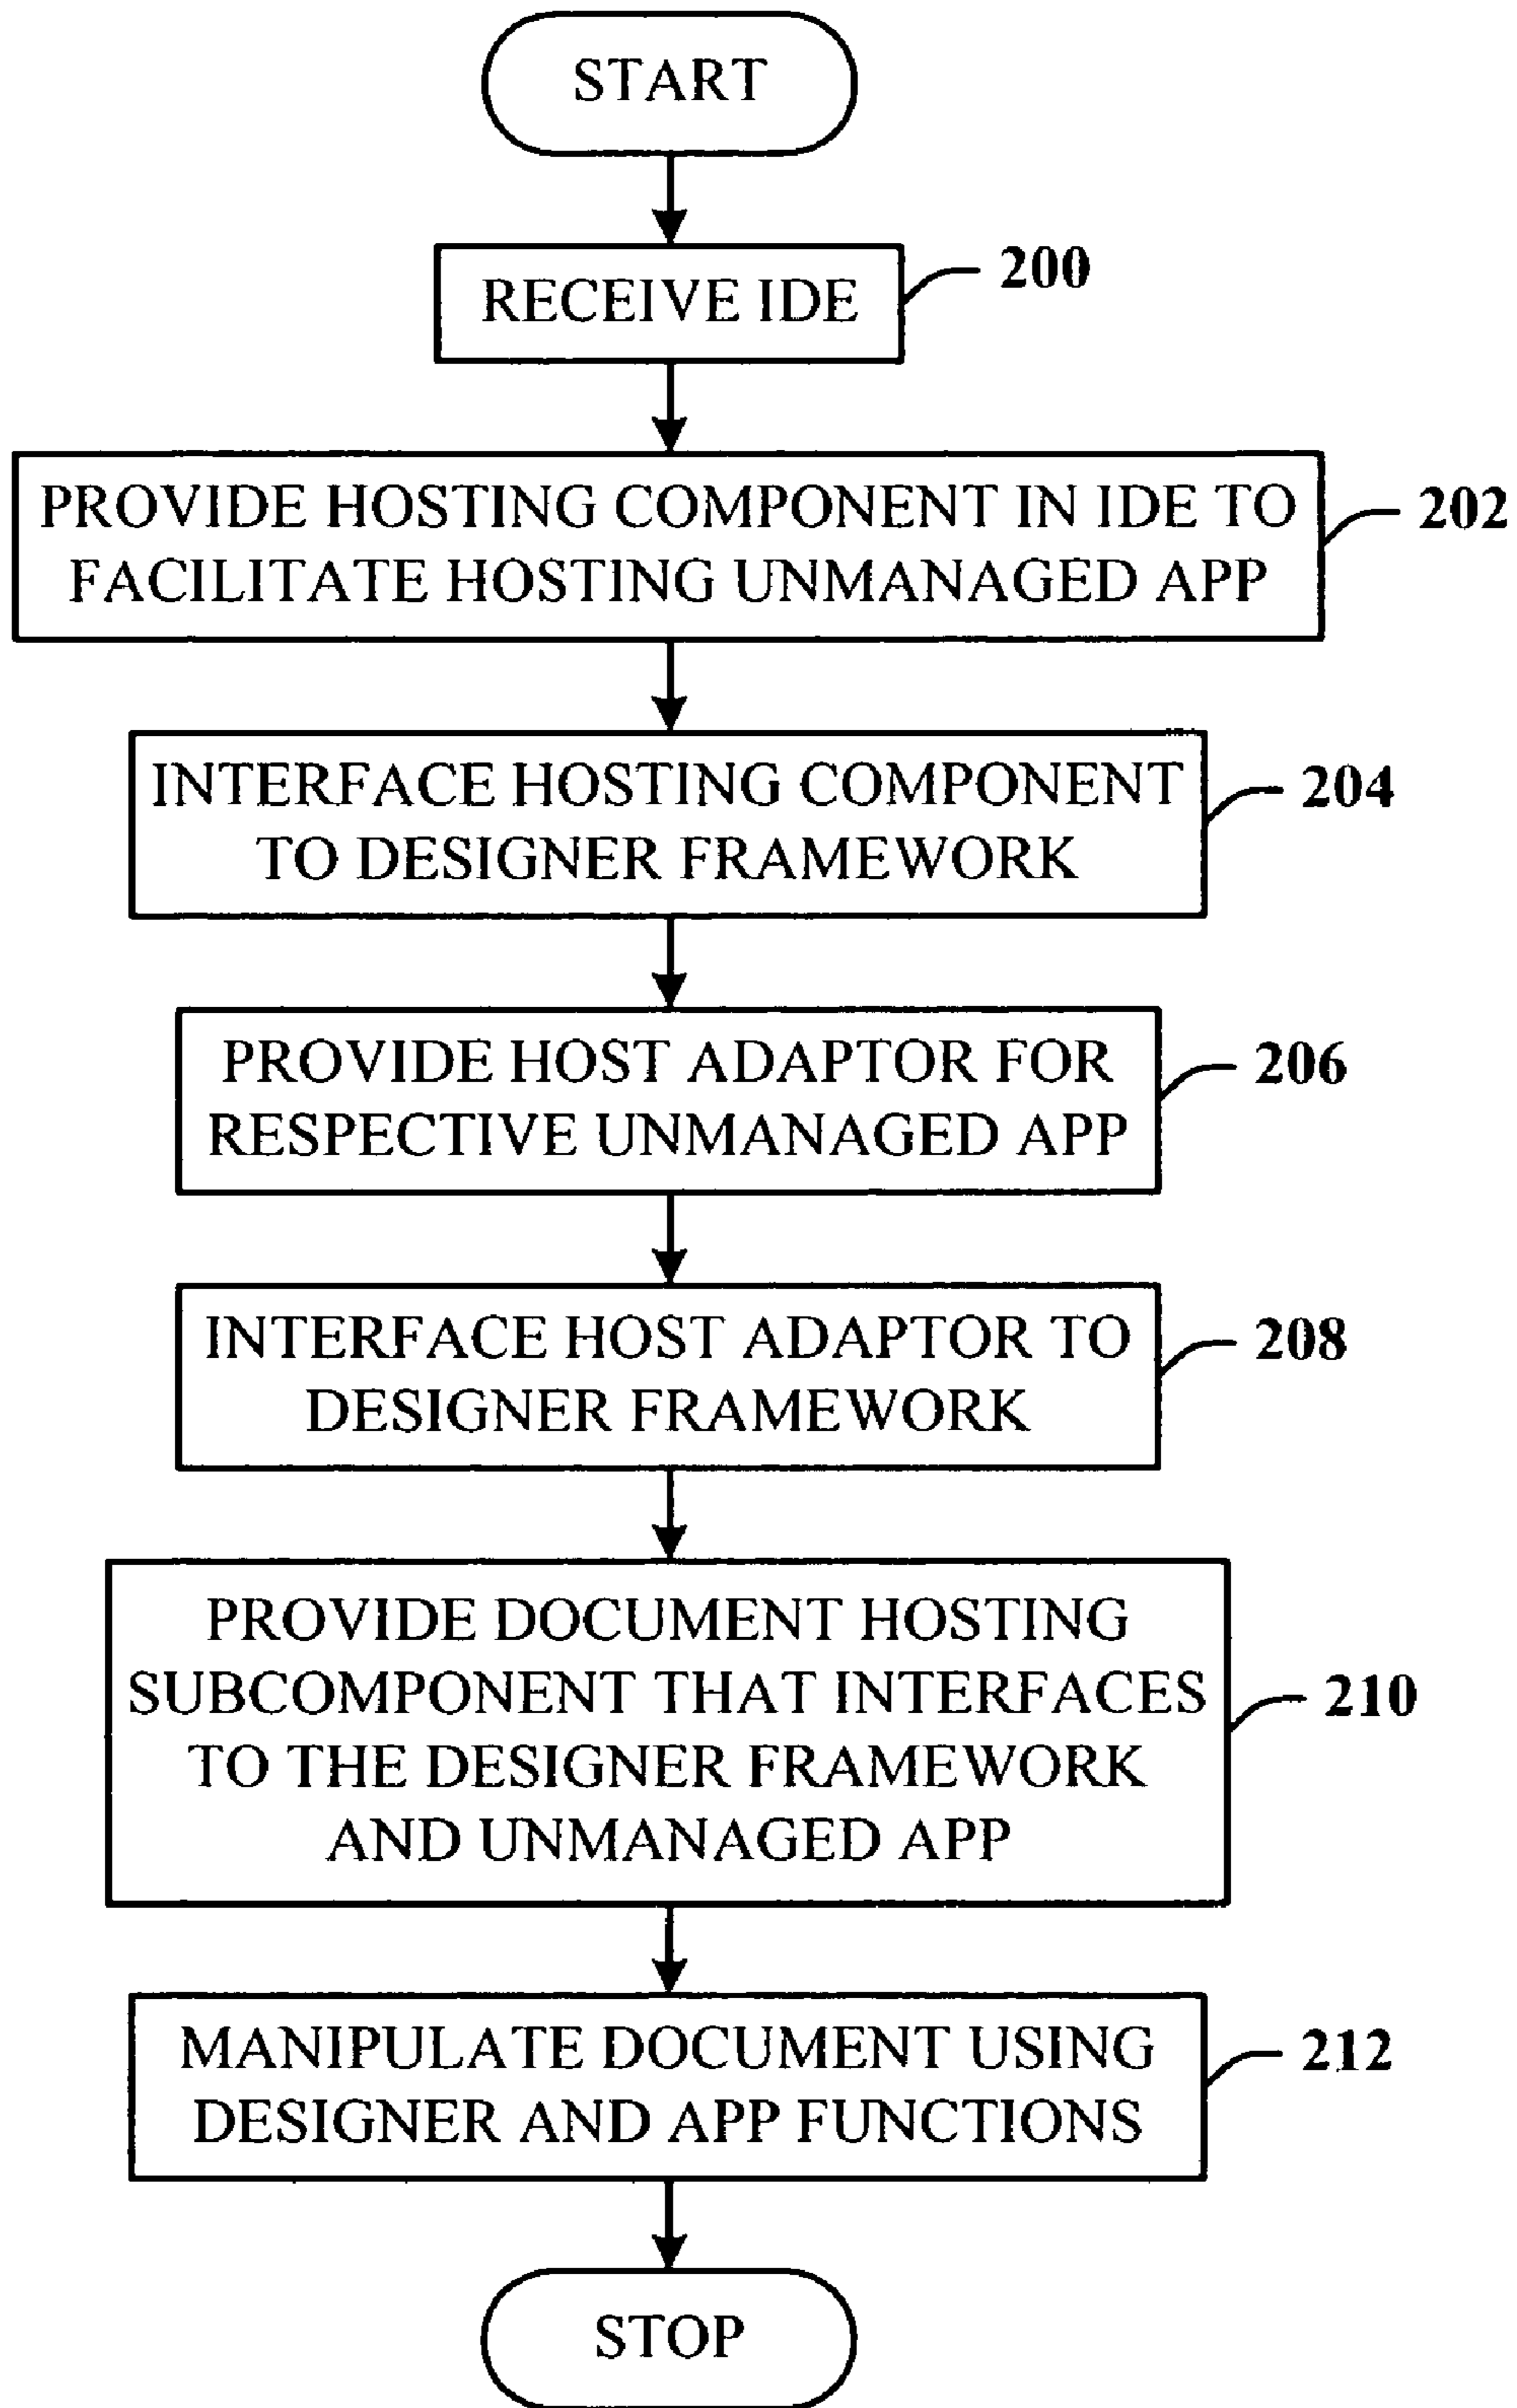 START
RECEIVE IDE
200
PROVIDE HOSTING COMPONENT IN IDE TO
FACILITATE HOSTING UNMANAGED APP
202
INTERFACE HOSTING COMPONENT
TO DESIGNER FRAMEWORK
204
PROVIDE HOST ADAPTOR FOR
RESPECTIVE UNMANAGED APP
206
INTERFACE HOST ADAPTOR TO
DESIGNER FRAMEWORK
208
PROVIDE DOCUMENT HOSTING
SUBCOMPONENT THAT INTERFACES
TO THE DESIGNER FRAMEWORK
AND UNMANAGED APP
210
MANIPULATE DOCUMENT USING
DESIGNER AND APP FUNCTIONS
212
STOP